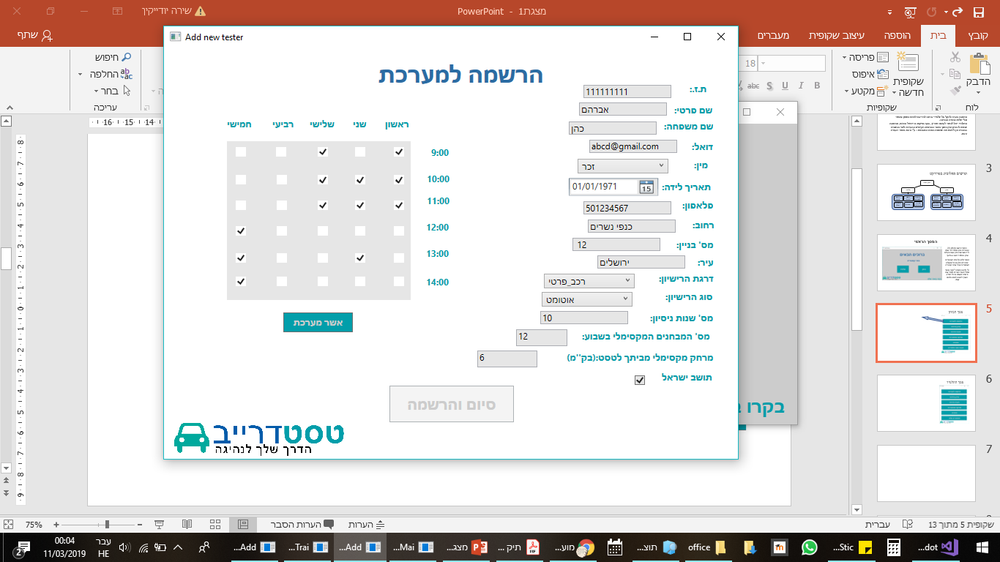 מצגת1 - PowerPoint
שירה יודייקין
קובץ
בית
הוספה
עיצוב שקופית
מעברים
שתף
הדבק
לוח
שקופית
חדשה
פריסה
איפוס
מקטע
שקופיות
18
abc
S
I
B
חיפוש
החלפה
בחר
עריכה
Add new tester
הרשמה למערכת
ת.ז.:
111111111
שם פרטי:
אברהם
שם משפחה:
כהן
דואל:
abcd@gmail.com
מין:
זכר
תאריך לידה:
01/01/1971
15
פלאפון:
501234567
רחוב:
כנפי נשרים
מס' בניין:
12
עיר:
ירושלים
דרגת הרישיון:
רכב_פרטי
סוג הרישיון:
אוטומט
מס' שנות ניסיון:
10
מס' המבחנים המקסימלי בשבוע:
12
מרחק מקסימלי מביתך לטסט:(בק''מ)
6
תושב ישראל
ראשון שני שלישי רביעי חמישי
9:00
10:00
11:00
12:00
13:00
14:00
אשר מערכת
סיום והרשמה
טסטדרייב
הדרך שלך לנהיגה
בקרו
16 15 14 13
3
4
המסך הראשי
5
6
7
שקופית 5 מתוך 13
עברית
הערות
הערות הסבר
75%
...dot
...Stic
office
...תוצ
...מוע
... תיק
...מצג
...Mai
...Add
...Trai
...Add
עבר
HE
00:04
11/03/2019
2